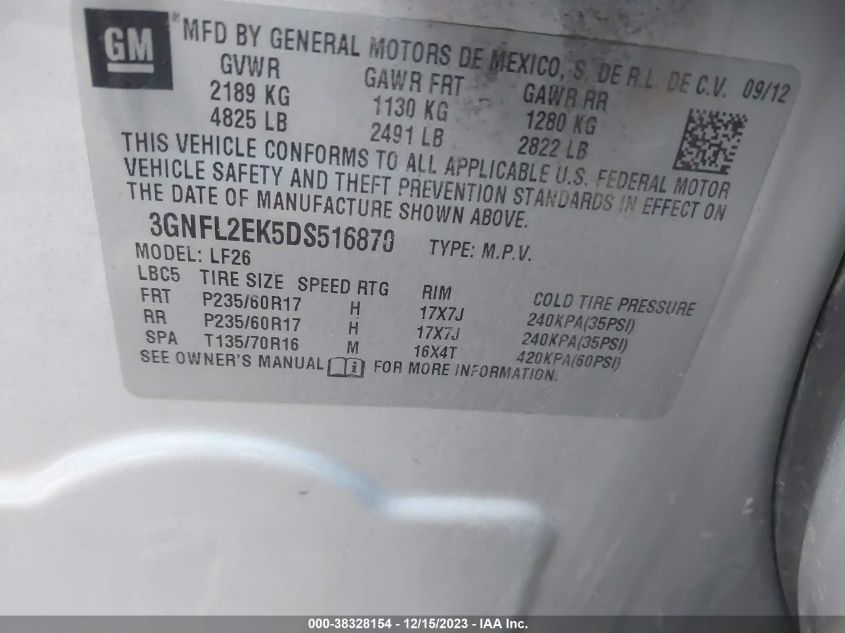 GM
®MFD BY GENERAL MOTORS DE MEXICO, S. DE R.L. DE C.V. 09/12
GVWR GAWR FRT GAWR RR
2189 KG 1130 KG 1280 KG
4825 LB 2491 LB 2822 LB
THIS VEHICLE CONFORMS TO ALL APPLICABLE U.S. FEDERAL MOTOR
VEHICLE SAFETY AND THEFT PREVENTION STANDARDS IN EFFECT ON
THE DATE OF MANUFACTURE SHOWN ABOVE.
3GNFL2EK5DS516870 TYPE: M.P.V.
MODEL: LF26
LBC5 TIRE SIZE SPEED RTG RIM COLD TIRE PRESSURE
FRT P235/60R17 H 17X7J 240KPA(35PSI)
RR P235/60R17 H 17X7J 240KPA(35PSI)
SPA T135/70R16 M 16X4T 420KPA(60PSI)
SEE OWNER'S MANUAL i FOR MORE INFORMATION.
000-38328154 - 12/15/2023 - IAA Inc.